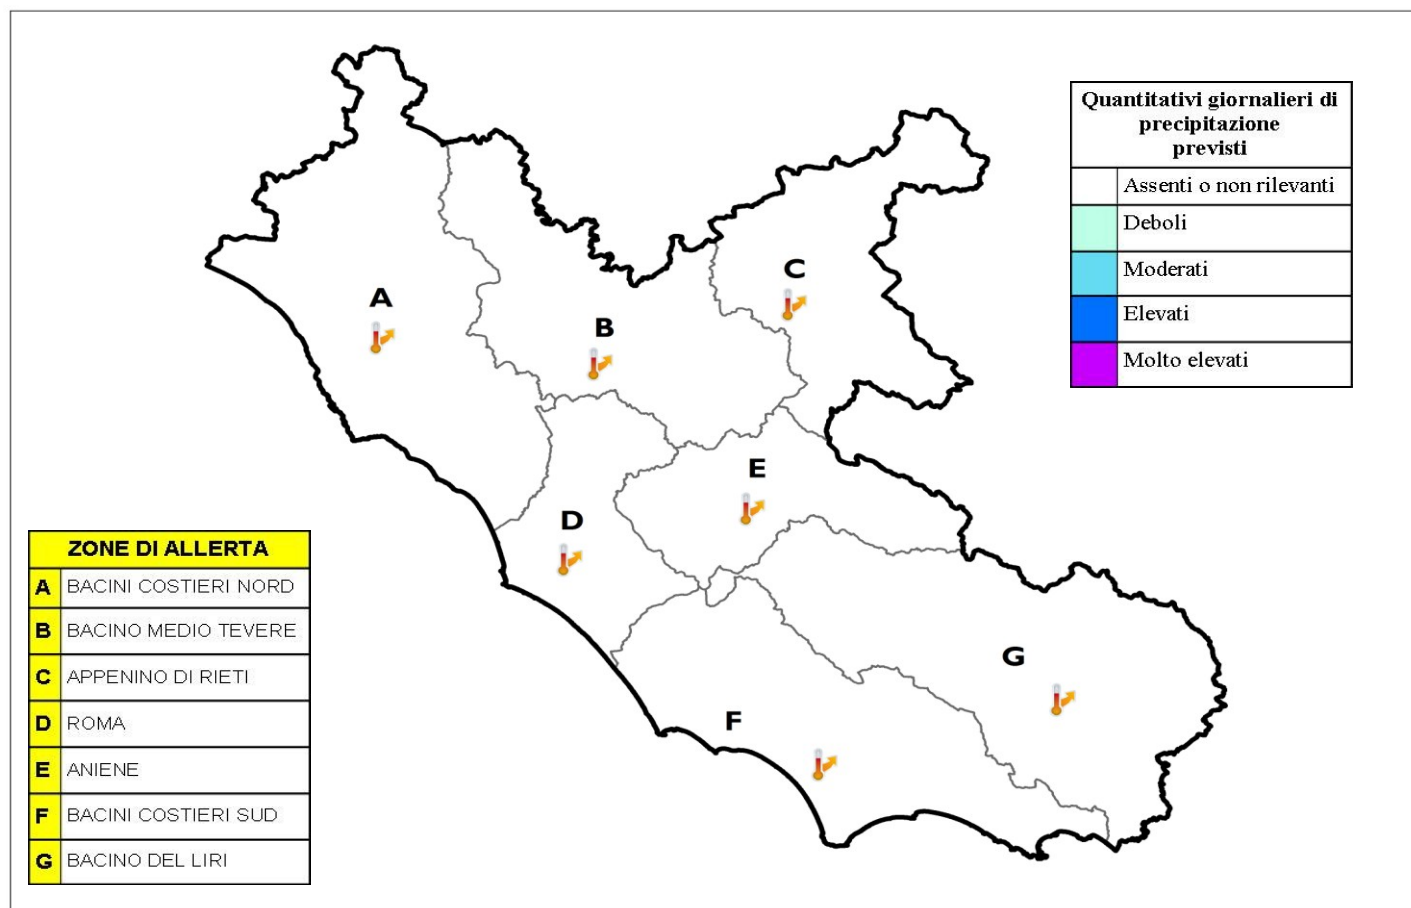 Quantitativi giornalieri di
precipitazione
previsti
Assenti o non rilevanti
Deboli
Moderati
Elevati
Molto elevati
A
B
C
D
E
F
G
ZONE DI ALLERTA
A BACINI COSTIERI NORD
B BACINO MEDIO TEVERE
C APPENINO DI RIETI
D ROMA
E ANIENE
F BACINI COSTIERI SUD
G BACINO DEL LIRI